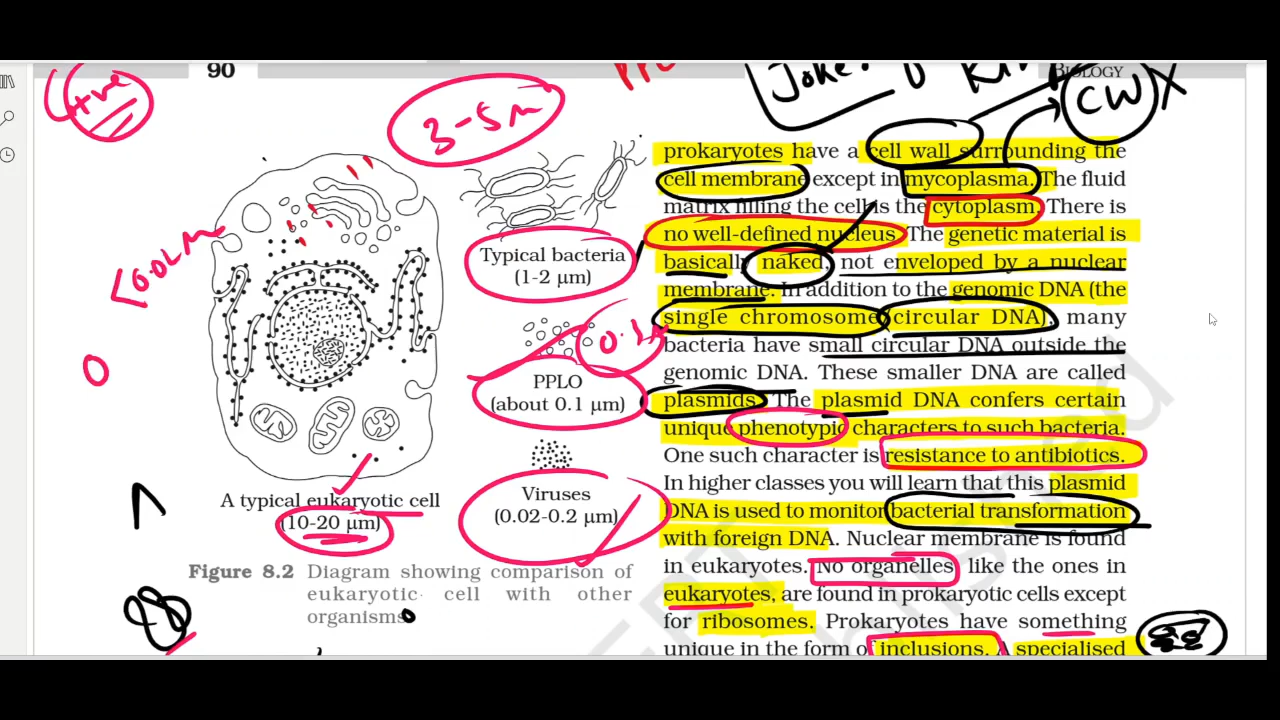 90
BIOLOGY
+ve
3-5 m
CW X
prokaryotes have a cell wall surrounding the
cell membrane except in mycoplasma. The fluid
matrix filling the cell is the cytoplasm. There is
no well-defined nucleus. The genetic material is
basically naked, not enveloped by a nuclear
membrane. In addition to the genomic DNA (the
single chromosome/circular DNA), many
bacteria have small circular DNA outside the
genomic DNA. These smaller DNA are called
plasmids. The plasmid DNA confers certain
unique phenotypic characters to such bacteria.
One such character is resistance to antibiotics.
In higher classes you will learn that this plasmid
DNA is used to monitor bacterial transformation
with foreign DNA. Nuclear membrane is found
in eukaryotes. No organelles, like the ones in
eukaryotes, are found in prokaryotic cells except
for ribosomes. Prokaryotes have something
unique in the form of inclusions. A specialised
Typical bacteria
(1-2 μm)
PPLO
(about 0.1 μm)
Viruses
(0.02-0.2 μm)
A typical eukaryotic cell
(10-20 μm)
Figure 8.2 Diagram showing comparison of
eukaryotic cell with other
organisms